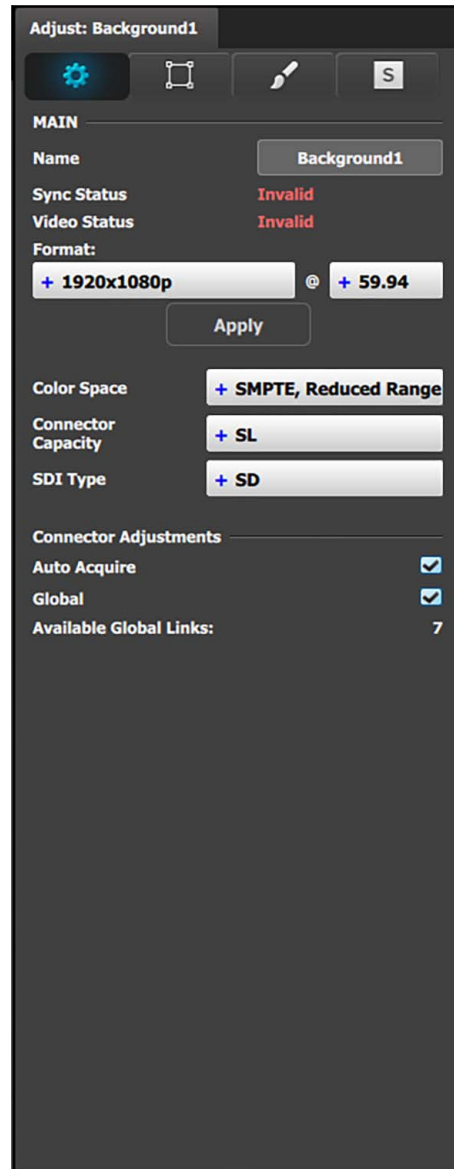 Adjust: Background1
S
MAIN
Name Background1
Sync Status Invalid
Video Status Invalid
Format:
+ 1920x1080p @ + 59.94
Apply
Color Space + SMPTE, Reduced Range
Connector
Capacity + SL
SDI Type + SD
Connector Adjustments
Auto Acquire
Global
Available Global Links: 7